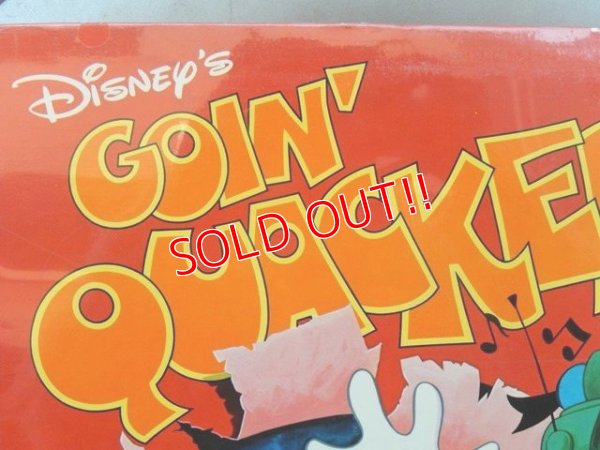 Disney's
GOIN'
QUACKE
SOLD OUT!!